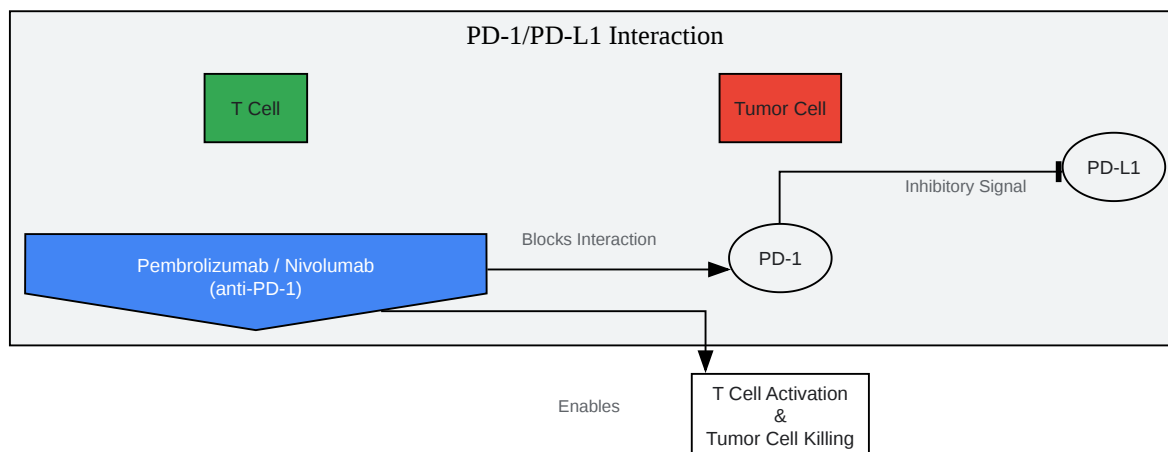 PD-1/PD-L1 Interaction
T Cell
Tumor Cell
PD-L1
Inhibitory Signal
Blocks Interaction
PD-1
Pembrolizumab / Nivolumab
(anti-PD-1)
Enables
T Cell Activation
&
Tumor Cell Killing